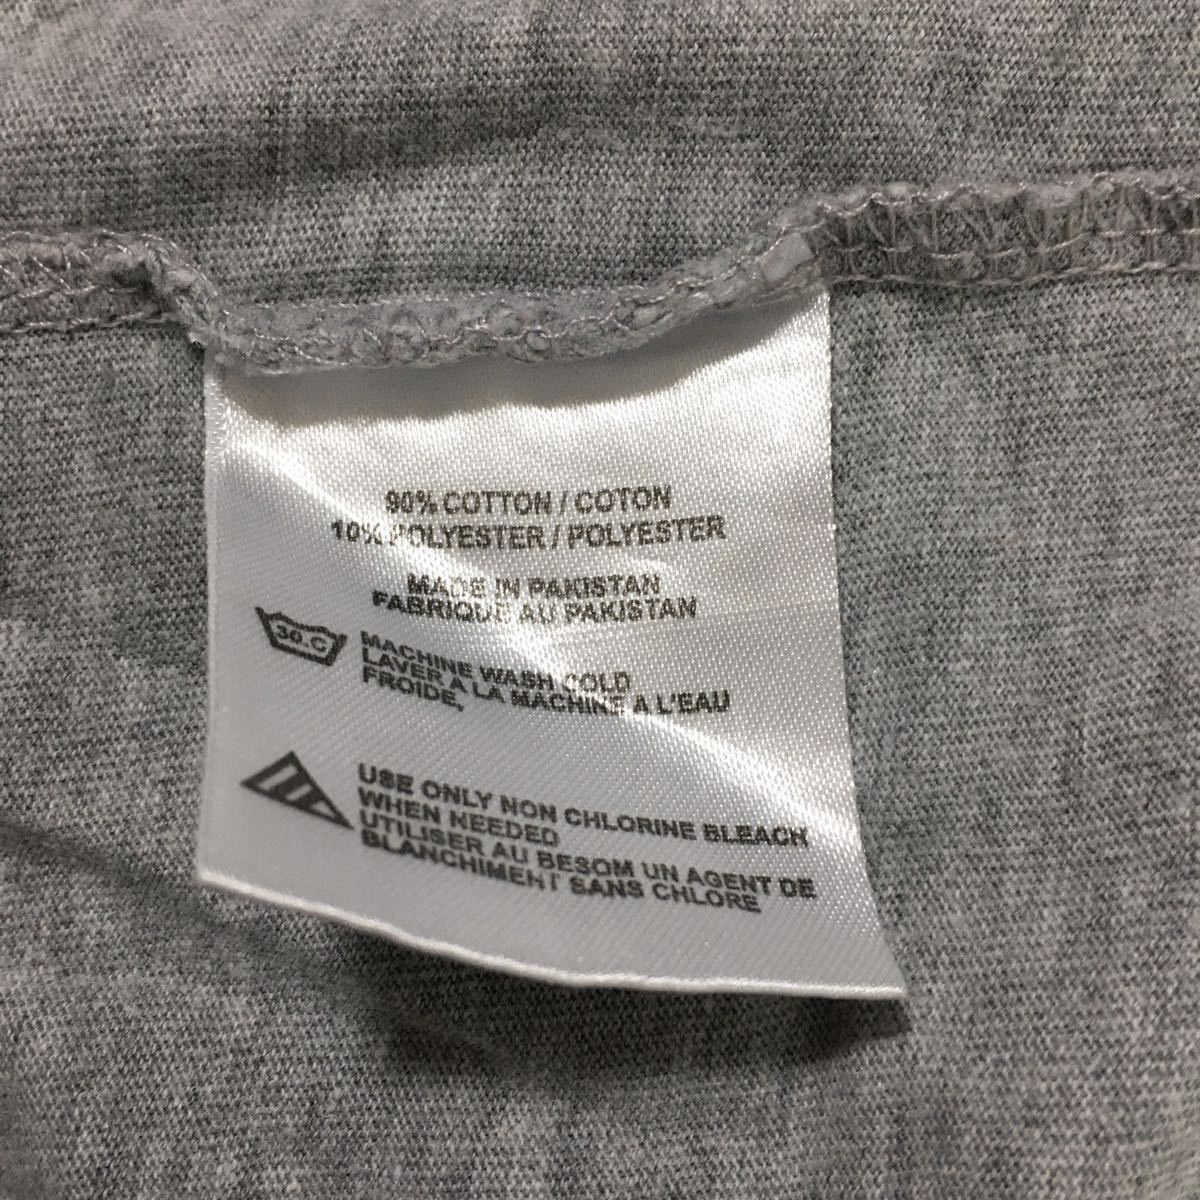 90% COTTON / COTON
10% POLYESTER / POLYESTER
MADE IN PAKISTAN
FABRIQUE AU PAKISTAN
30.C
MACHINE WASH COLD
LAVER A LA MACHINE A L'EAU
FROIDE,
USE ONLY NON CHLORINE BLEACH
WHEN NEEDED
UTILISER AU BESOM UN AGENT DE
BLANCHIMENT SANS CHLORE